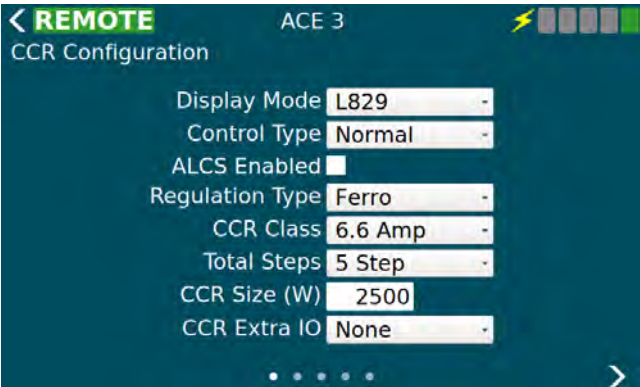 REMOTE ACE 3
CCR Configuration
Display Mode L829
Control Type Normal
ALCS Enabled
Regulation Type Ferro
CCR Class 6.6 Amp
Total Steps 5 Step
CCR Size (W) 2500
CCR Extra IO None